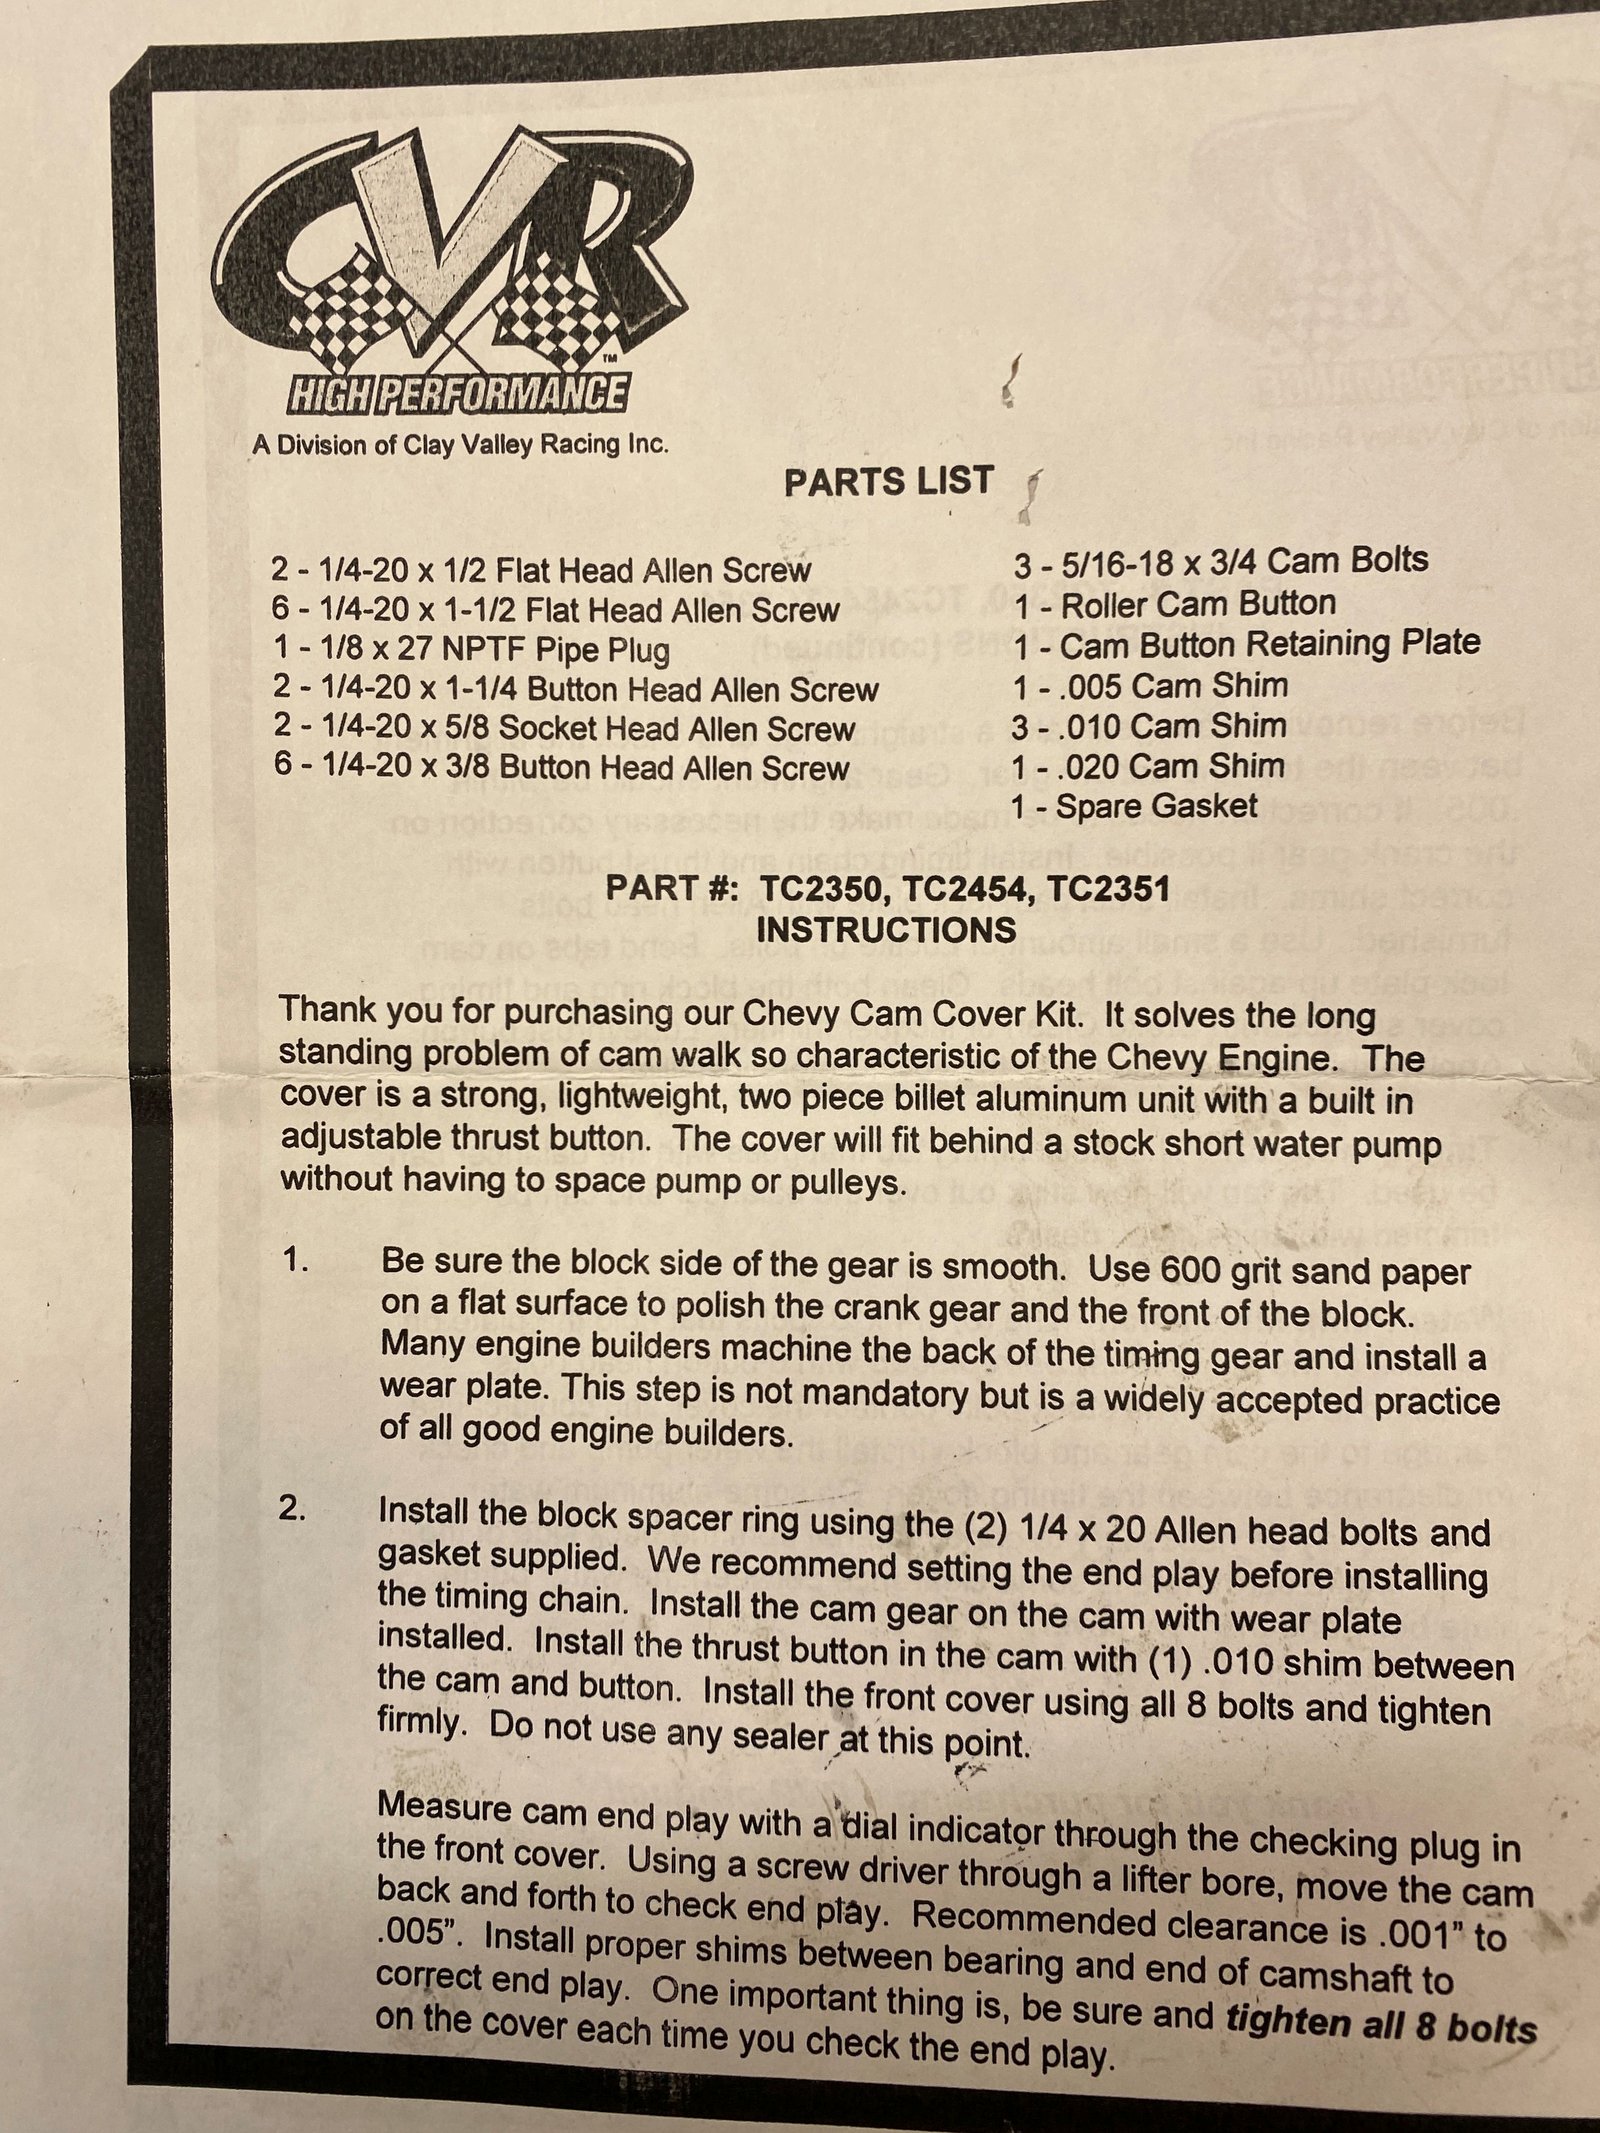 CVR
TM
HIGH PERFORMANCE
A Division of Clay Valley Racing Inc.
PARTS LIST
2 - 1/4-20 x 1/2 Flat Head Allen Screw
6 - 1/4-20 x 1-1/2 Flat Head Allen Screw
1 - 1/8 x 27 NPTF Pipe Plug
2 - 1/4-20 x 1-1/4 Button Head Allen Screw
2 - 1/4-20 x 5/8 Socket Head Allen Screw
6 - 1/4-20 x 3/8 Button Head Allen Screw
3 - 5/16-18 x 3/4 Cam Bolts
1 - Roller Cam Button
1 - Cam Button Retaining Plate
1 - .005 Cam Shim
3 - .010 Cam Shim
1 - .020 Cam Shim
1 - Spare Gasket
PART #: TC2350, TC2454, TC2351
INSTRUCTIONS
Thank you for purchasing our Chevy Cam Cover Kit. It solves the long
standing problem of cam walk so characteristic of the Chevy Engine. The
cover is a strong, lightweight, two piece billet aluminum unit with a built in
adjustable thrust button. The cover will fit behind a stock short water pump
without having to space pump or pulleys.
1. Be sure the block side of the gear is smooth. Use 600 grit sand paper
on a flat surface to polish the crank gear and the front of the block.
Many engine builders machine the back of the timing gear and install a
wear plate. This step is not mandatory but is a widely accepted practice
of all good engine builders.
2. Install the block spacer ring using the (2) 1/4 x 20 Allen head bolts and
gasket supplied. We recommend setting the end play before installing
the timing chain. Install the cam gear on the cam with wear plate
installed. Install the thrust button in the cam with (1) .010 shim between
the cam and button. Install the front cover using all 8 bolts and tighten
firmly. Do not use any sealer at this point.
Measure cam end play with a dial indicator through the checking plug in
the front cover. Using a screw driver through a lifter bore, move the cam
back and forth to check end play. Recommended clearance is .001" to
.005". Install proper shims between bearing and end of camshaft to
correct end play. One important thing is, be sure and tighten all 8 bolts
on the cover each time you check the end play.